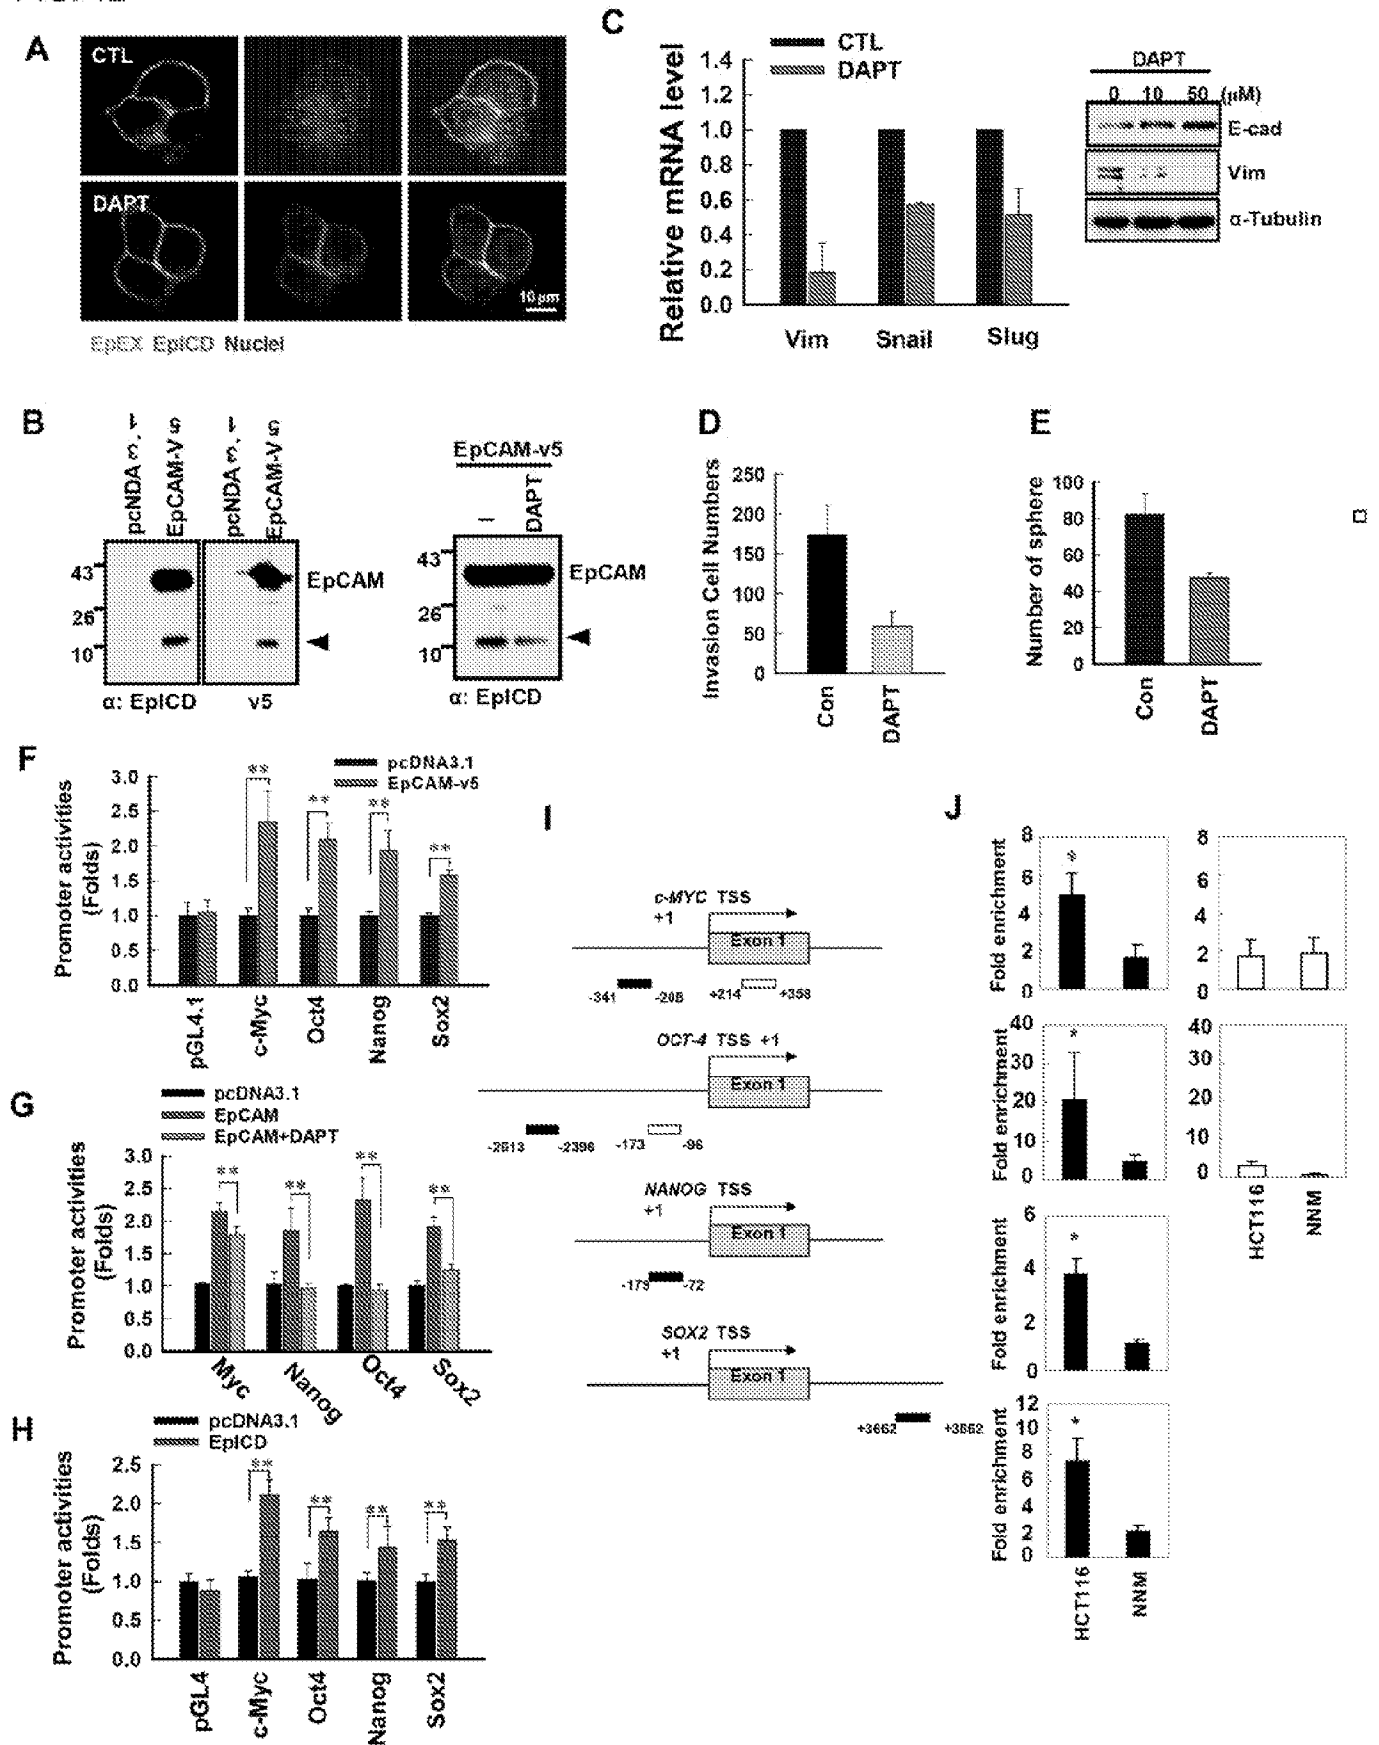 A
CTL
DAPT
10 μm
EpEX EpICD Nuclei
C
CTL
DAPT
Relative mRNA level
1.4
1.2
1.0
0.8
0.6
0.4
0.2
0.0
Vim Snail Slug
DAPT
0 10 50 (μM)
E-cad
Vim
α-Tubulin
B
pcNDA 3.1
EpCAM-V5
pcNDA 3.1
EpCAM-V5
43
26
10
EpCAM
α: EpICD v5
EpCAM-v5
– DAPT
43
26
10
EpCAM
α: EpICD
D
Invasion Cell Numbers
250
200
150
100
50
0
Con DAPT
E
Number of sphere
100
80
60
40
20
0
Con DAPT
F
pcDNA3.1
EpCAM-v5
Promoter activities
(Folds)
3.0
2.5
2.0
1.5
1.0
0.5
0.0
** ** ** **
pGL4.1 c-Myc Oct4 Nanog Sox2
G
pcDNA3.1
EpCAM
EpCAM+DAPT
Promoter activities
(Folds)
3.0
2.5
2.0
1.5
1.0
0.5
0.0
** ** ** **
Myc Nanog Oct4 Sox2
H
pcDNA3.1
EpICD
Promoter activities
(Folds)
2.5
2.0
1.5
1.0
0.5
0.0
** ** ** **
pGL4 c-Myc Oct4 Nanog Sox2
I
c-MYC TSS
+1
Exon 1
-341 -205 +214 +358
OCT-4 TSS +1
Exon 1
-2513 -2396 -173 -96
NANOG TSS
+1
Exon 1
-179 -72
SOX2 TSS
+1
Exon 1
+3662
J
Fold enrichment
8
6
4
2
0
*
8
6
4
2
0
Fold enrichment
40
30
20
10
0
*
40
30
20
10
0
HCT116 NNM
Fold enrichment
6
4
2
0
*
Fold enrichment
12
10
8
6
4
2
0
*
HCT116 NNM